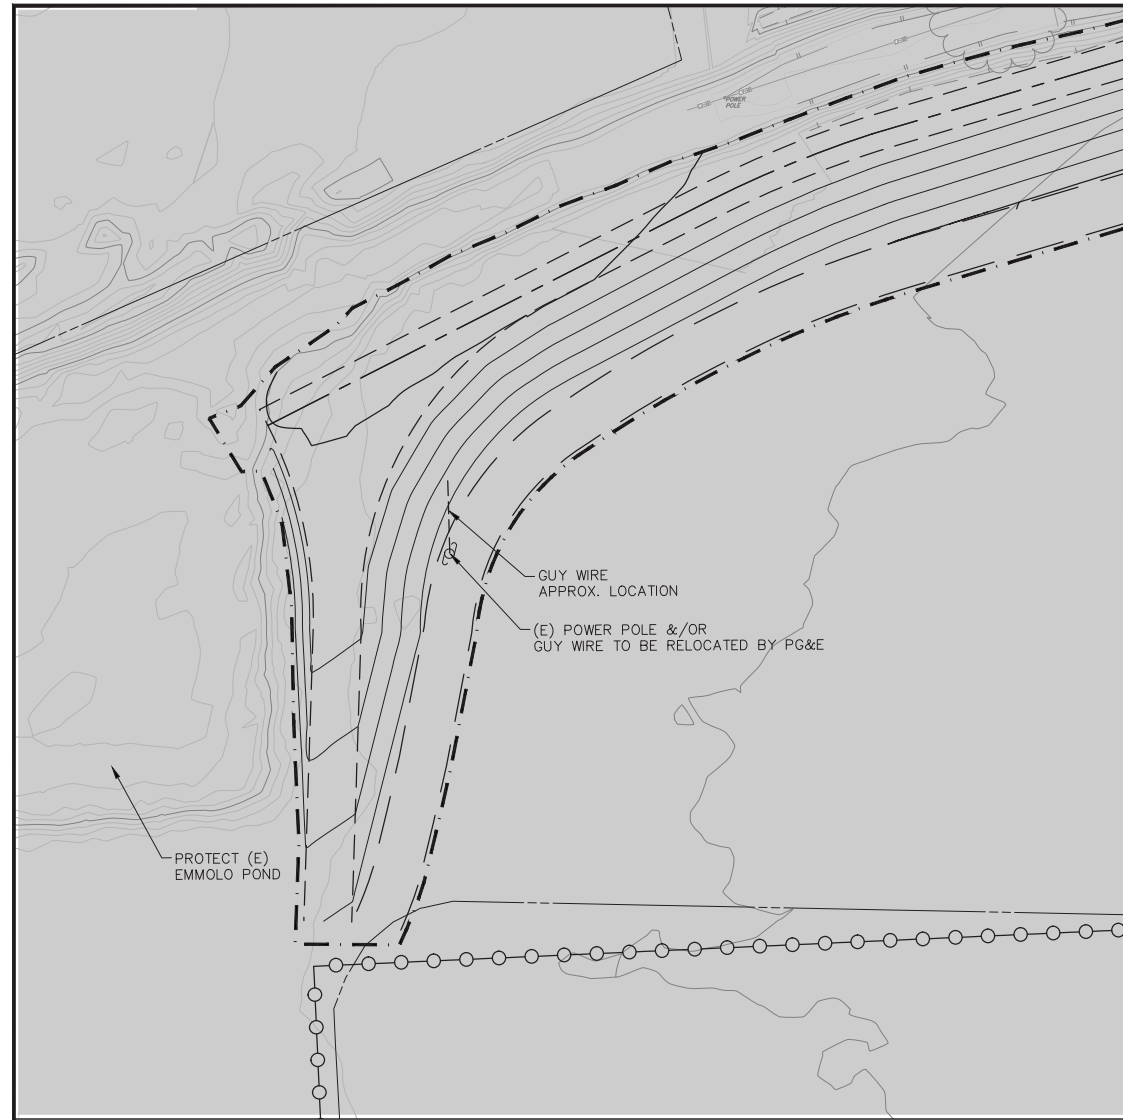 "POWER
POLE
GUY WIRE
APPROX. LOCATION
(E) POWER POLE &/OR
GUY WIRE TO BE RELOCATED BY PG&E
PROTECT (E)
EMMOLO POND